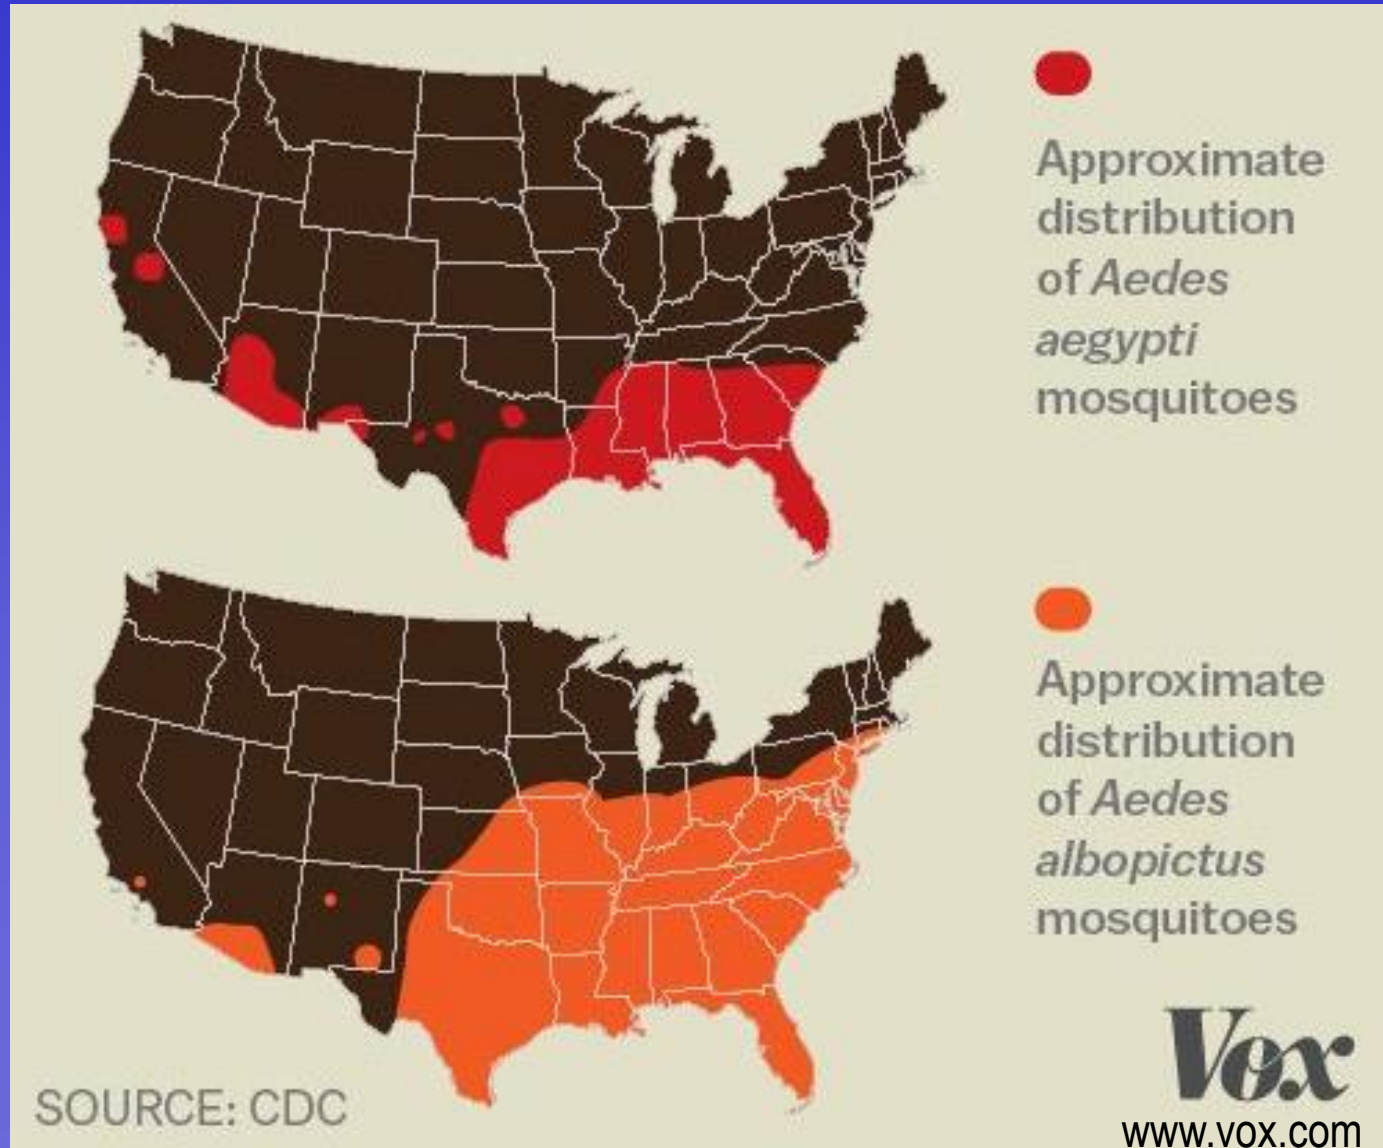 Approximate
distribution
of Aedes
aegypti
mosquitoes
Approximate
distribution
of Aedes
albopictus
mosquitoes
SOURCE: CDC
Vox
www.vox.com